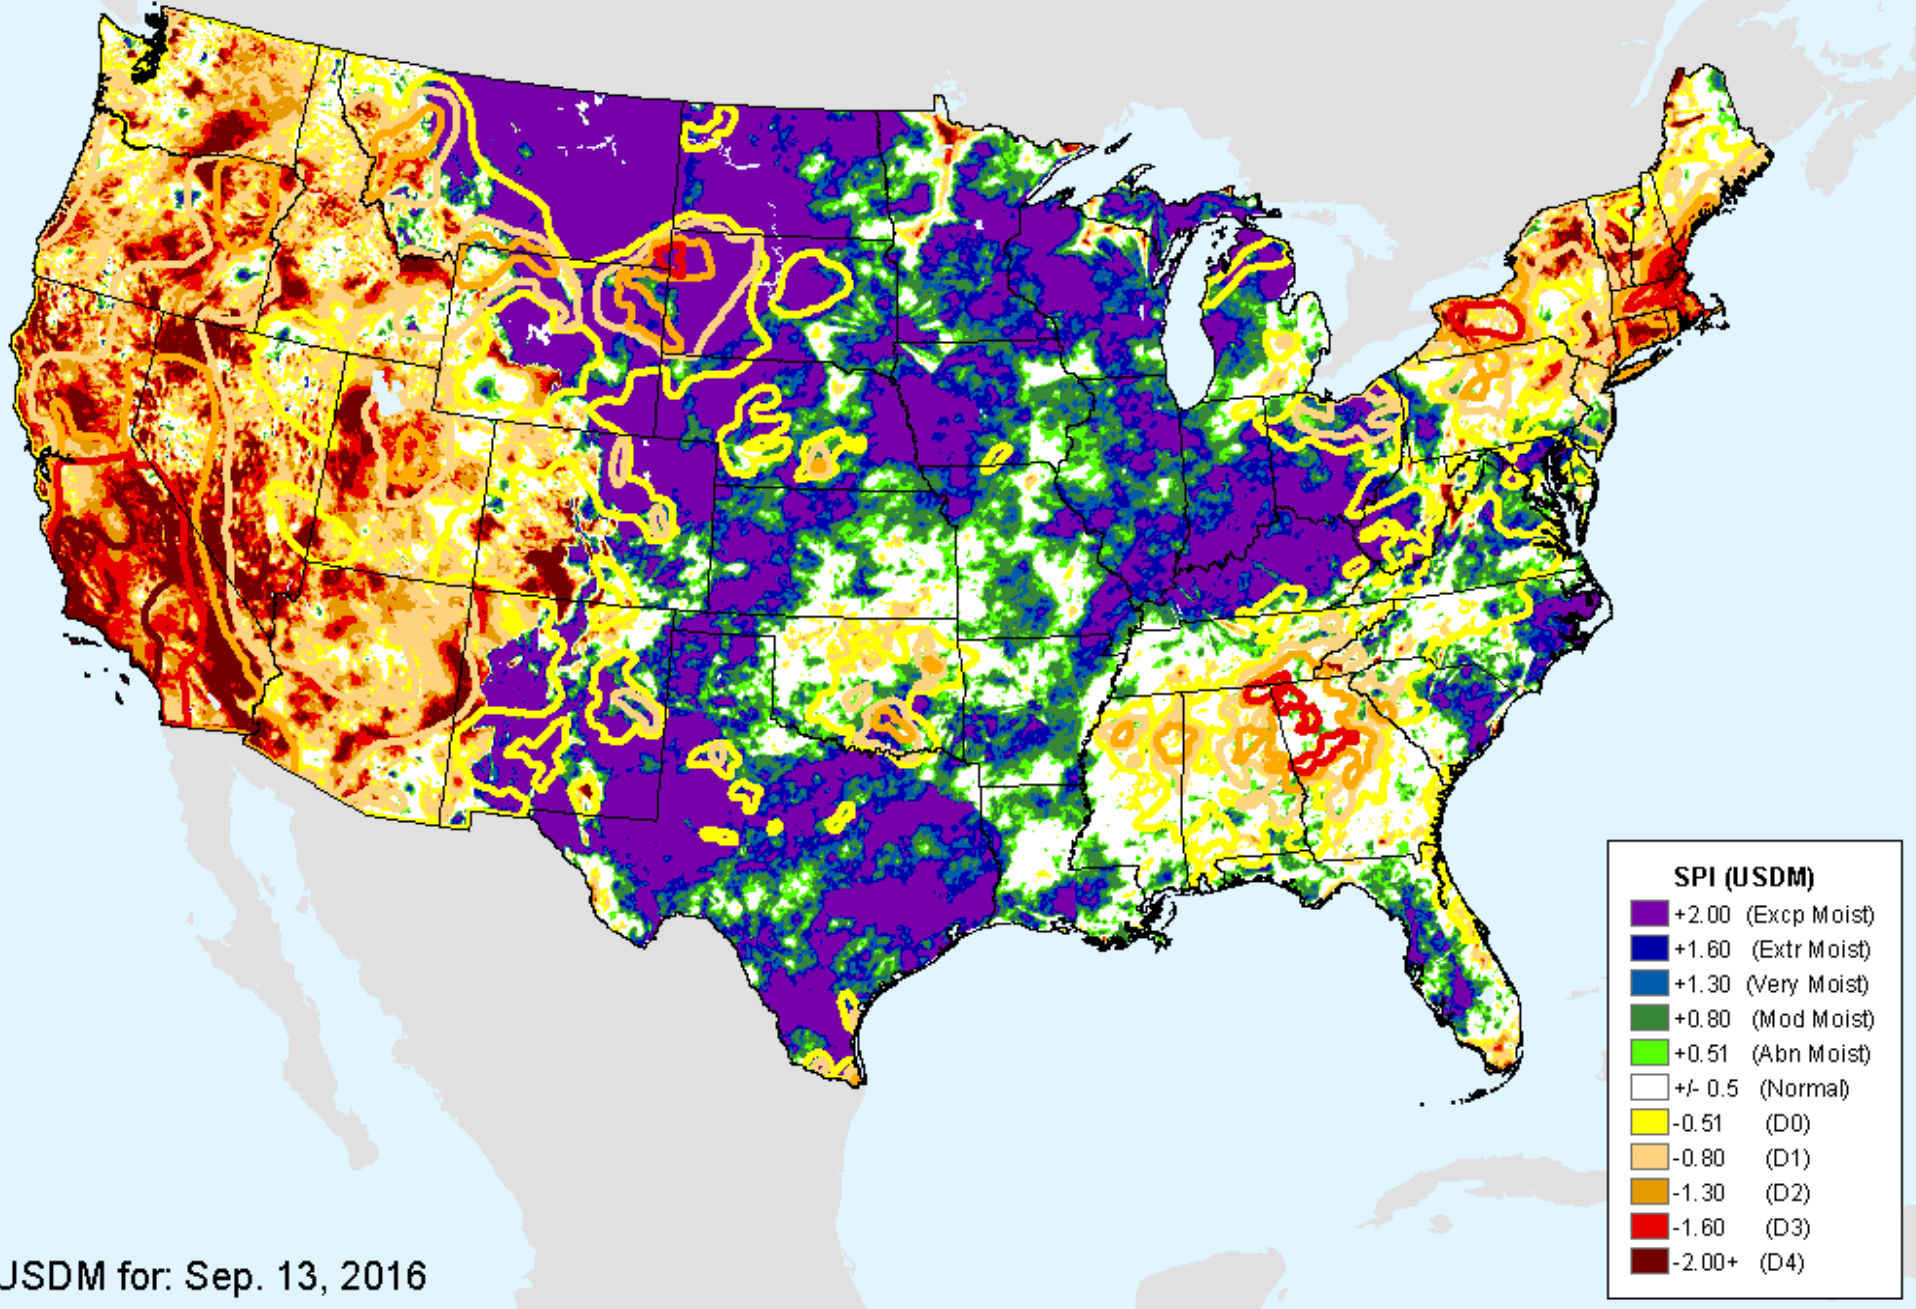 SPI (USDM)
+2.00 (Excp Moist)
+1.60 (Extr Moist)
+1.30 (Very Moist)
+0.80 (Mod Moist)
+0.51 (Abn Moist)
+/- 0.5 (Normal)
-0.51 (D0)
-0.80 (D1)
-1.30 (D2)
-1.60 (D3)
-2.00+ (D4)
USDM for: Sep. 13, 2016